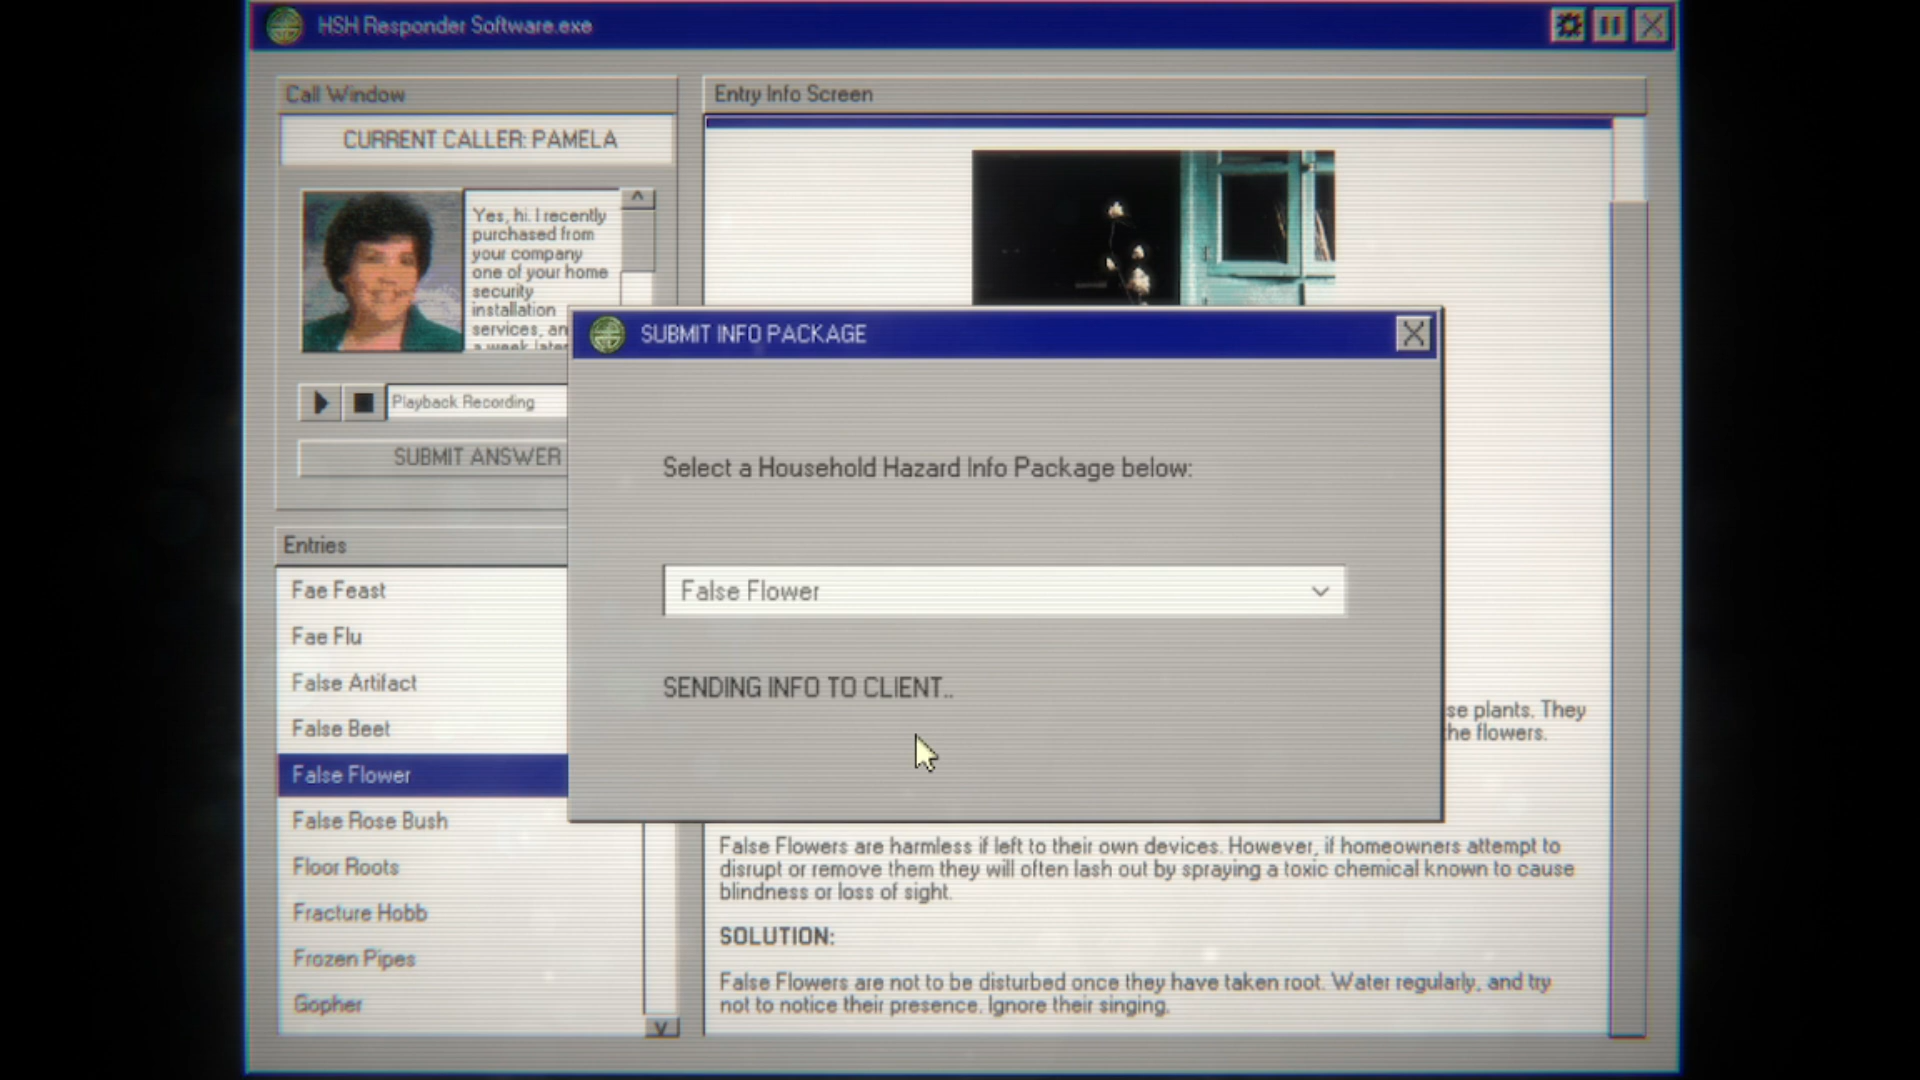 HSH Responder Software.exe
Call Window
CURRENT CALLER: PAMELA
Yes, hi. I recently
purchased from
your company
one of your home
security
installation
services, an
a week later
Playback Recording
SUBMIT ANSWER
Entries
Fae Feast
Fae Flu
False Artifact
False Beet
False Flower
False Rose Bush
Floor Roots
Fracture Hobb
Frozen Pipes
Gopher
Entry Info Screen
se plants. They
he flowers.
False Flowers are harmless if left to their own devices. However, if homeowners attempt to
disrupt or remove them they will often lash out by spraying a toxic chemical known to cause
blindness or loss of sight.
SOLUTION:
False Flowers are not to be disturbed once they have taken root. Water regularly, and try
not to notice their presence. Ignore their singing.
SUBMIT INFO PACKAGE
Select a Household Hazard Info Package below:
False Flower
SENDING INFO TO CLIENT..